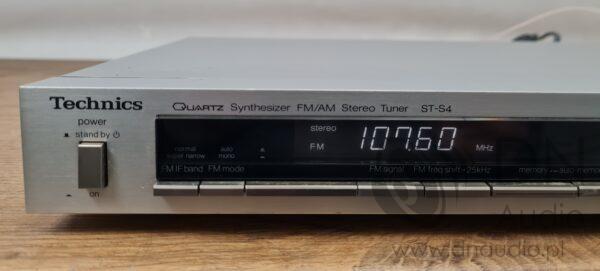 Technics
QUARTZ Synthesizer FM/AM Stereo Tuner ST-S4
power
stand by
on
stereo
FM 107.60 MHz
normal
super narrow
auto
mono
FM IF band FM mode FM signal FM freq shift 25kHz memory auto memory
DN
Audio
www.dnaudio.pl